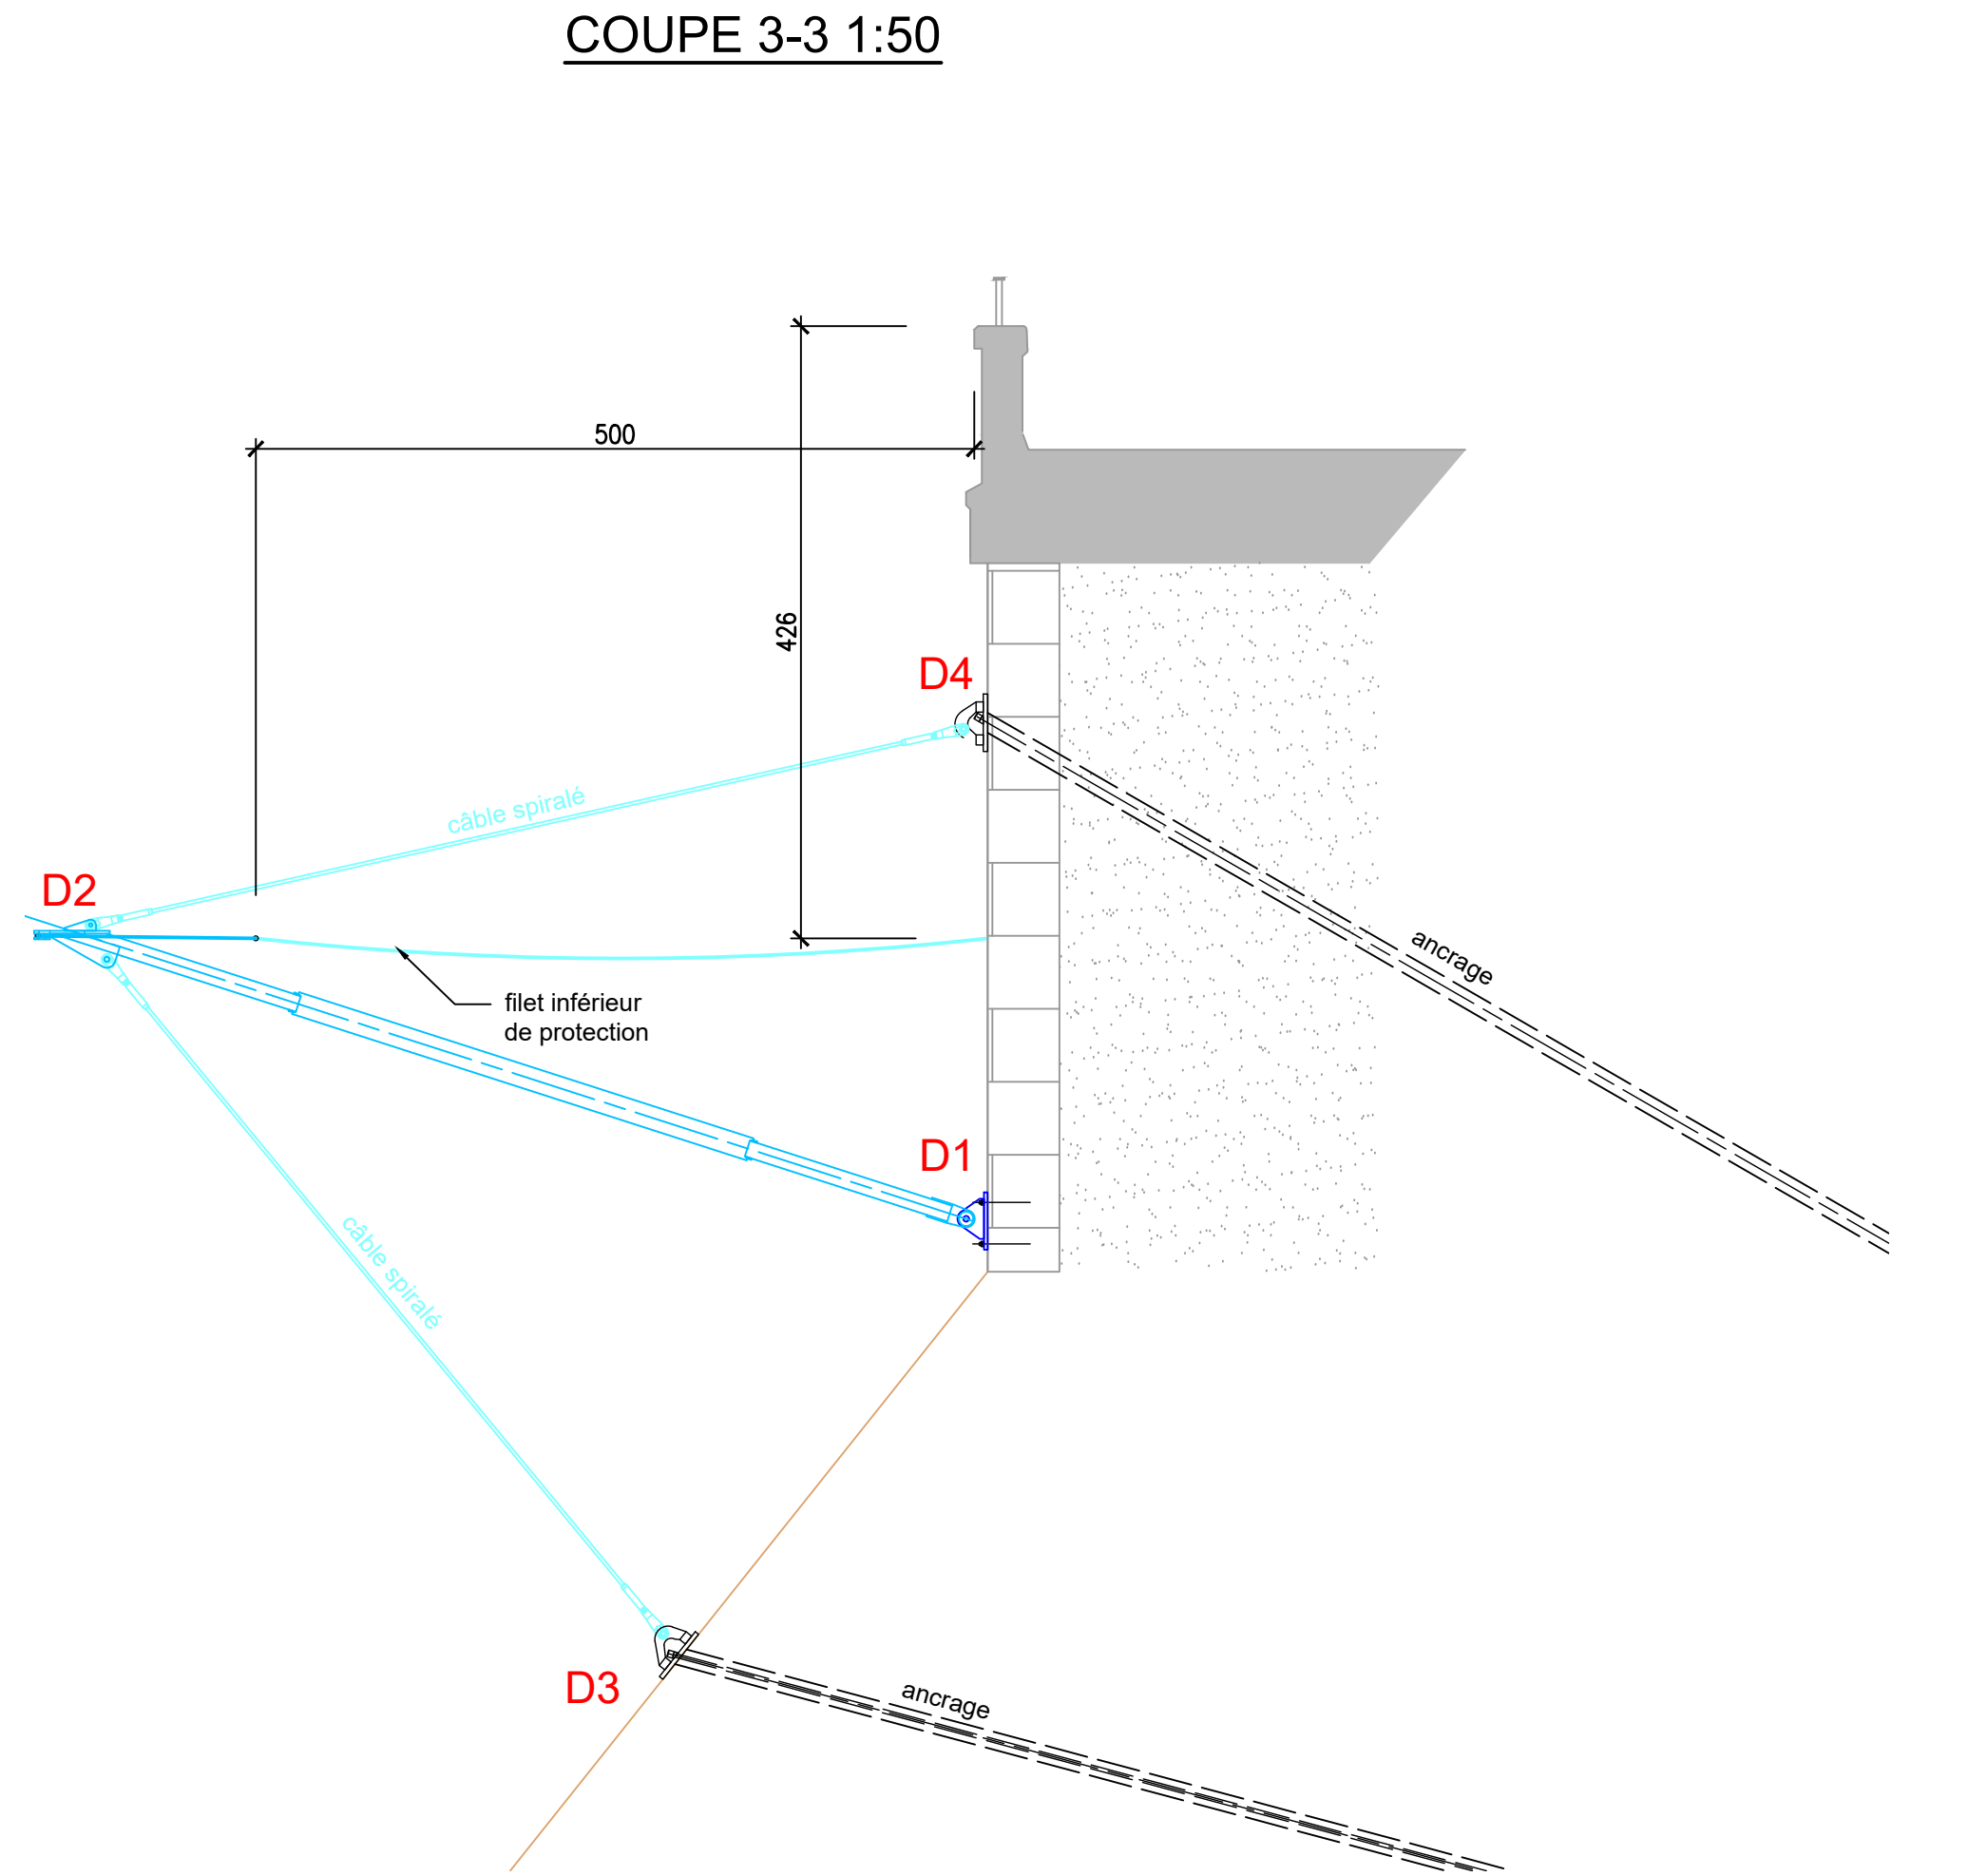 COUPE 3-3 1:50
500
426
D4
câble spiralé
D2
ancrage
filet inférieur
de protection
D1
câble spiralé
D3
ancrage